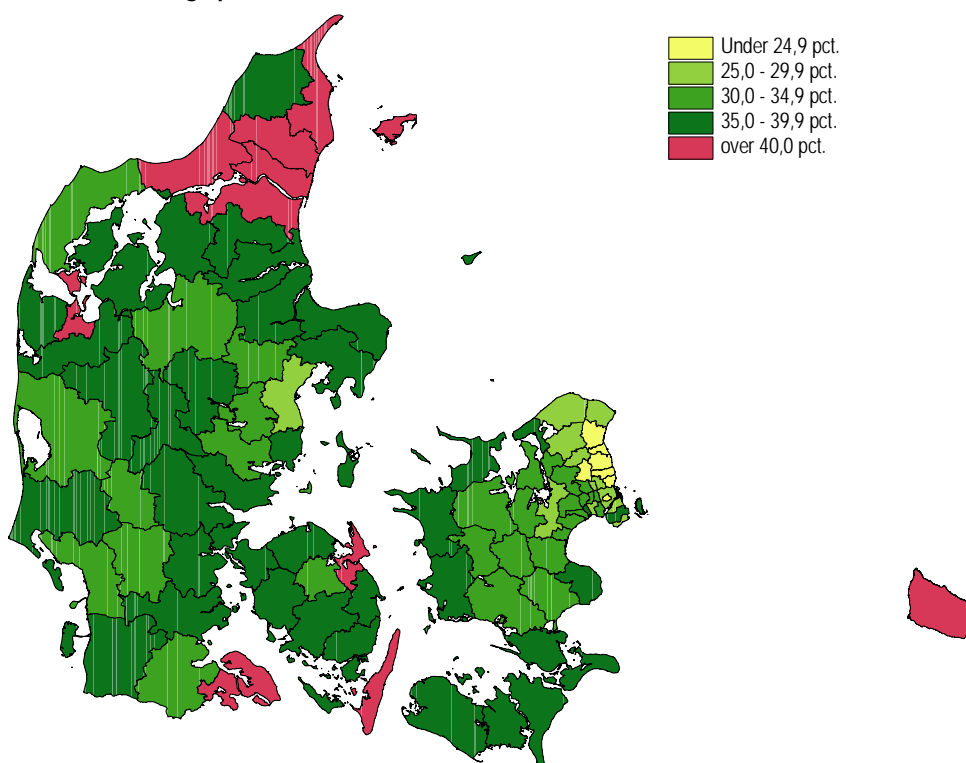 Under 24,9 pct.
25,0 - 29,9 pct.
30,0 - 34,9 pct.
35,0 - 39,9 pct.
over 40,0 pct.